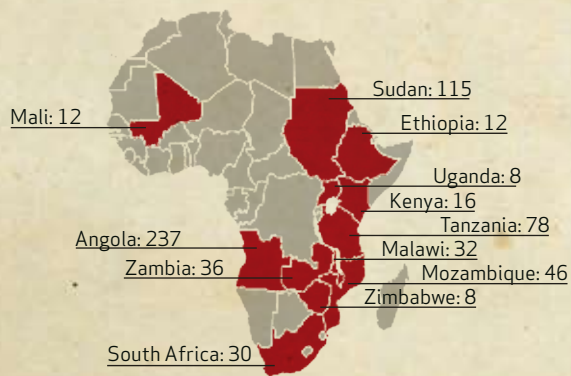 Sudan: 115
Mali: 12
Ethiopia: 12
Uganda: 8
Kenya: 16
Tanzania: 78
Angola: 237
Malawi: 32
Zambia: 36
Mozambique: 46
Zimbabwe: 8
South Africa: 30